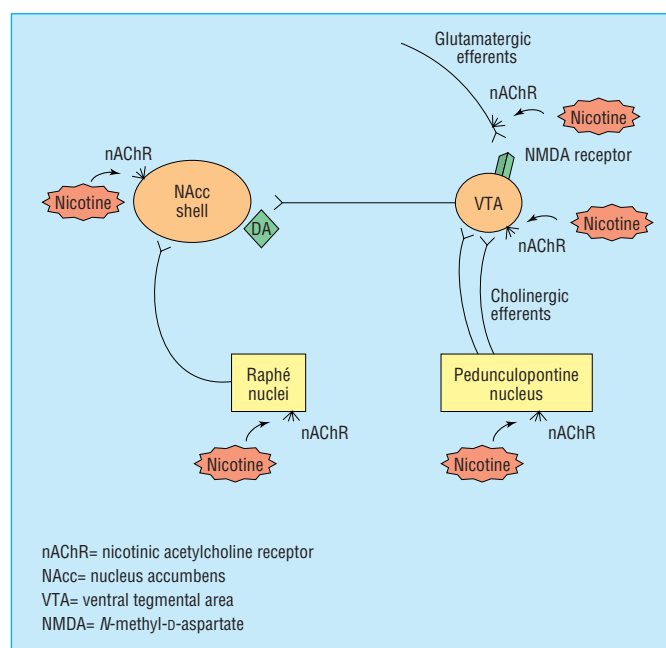 Glutamatergic
efferents
nAChR
Nicotine
NMDA receptor
nAChR
Nicotine
NAcc
shell
DA
VTA
Nicotine
nAChR
Cholinergic
efferents
Raphé
nuclei
nAChR
Nicotine
Pedunculopontine
nucleus
nAChR
Nicotine
nAChR= nicotinic acetylcholine receptor
NAcc= nucleus accumbens
VTA= ventral tegmental area
NMDA= N-methyl-D-aspartate